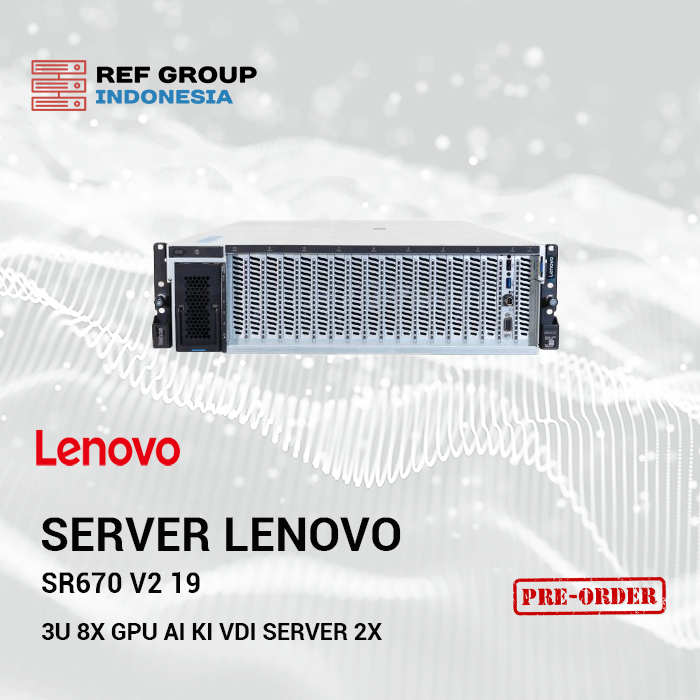 REF GROUP
INDONESIA
Lenovo
Lenovo
SERVER LENOVO
SR670 V2 19
PRE-ORDER
3U 8X GPU AI KI VDI SERVER 2X